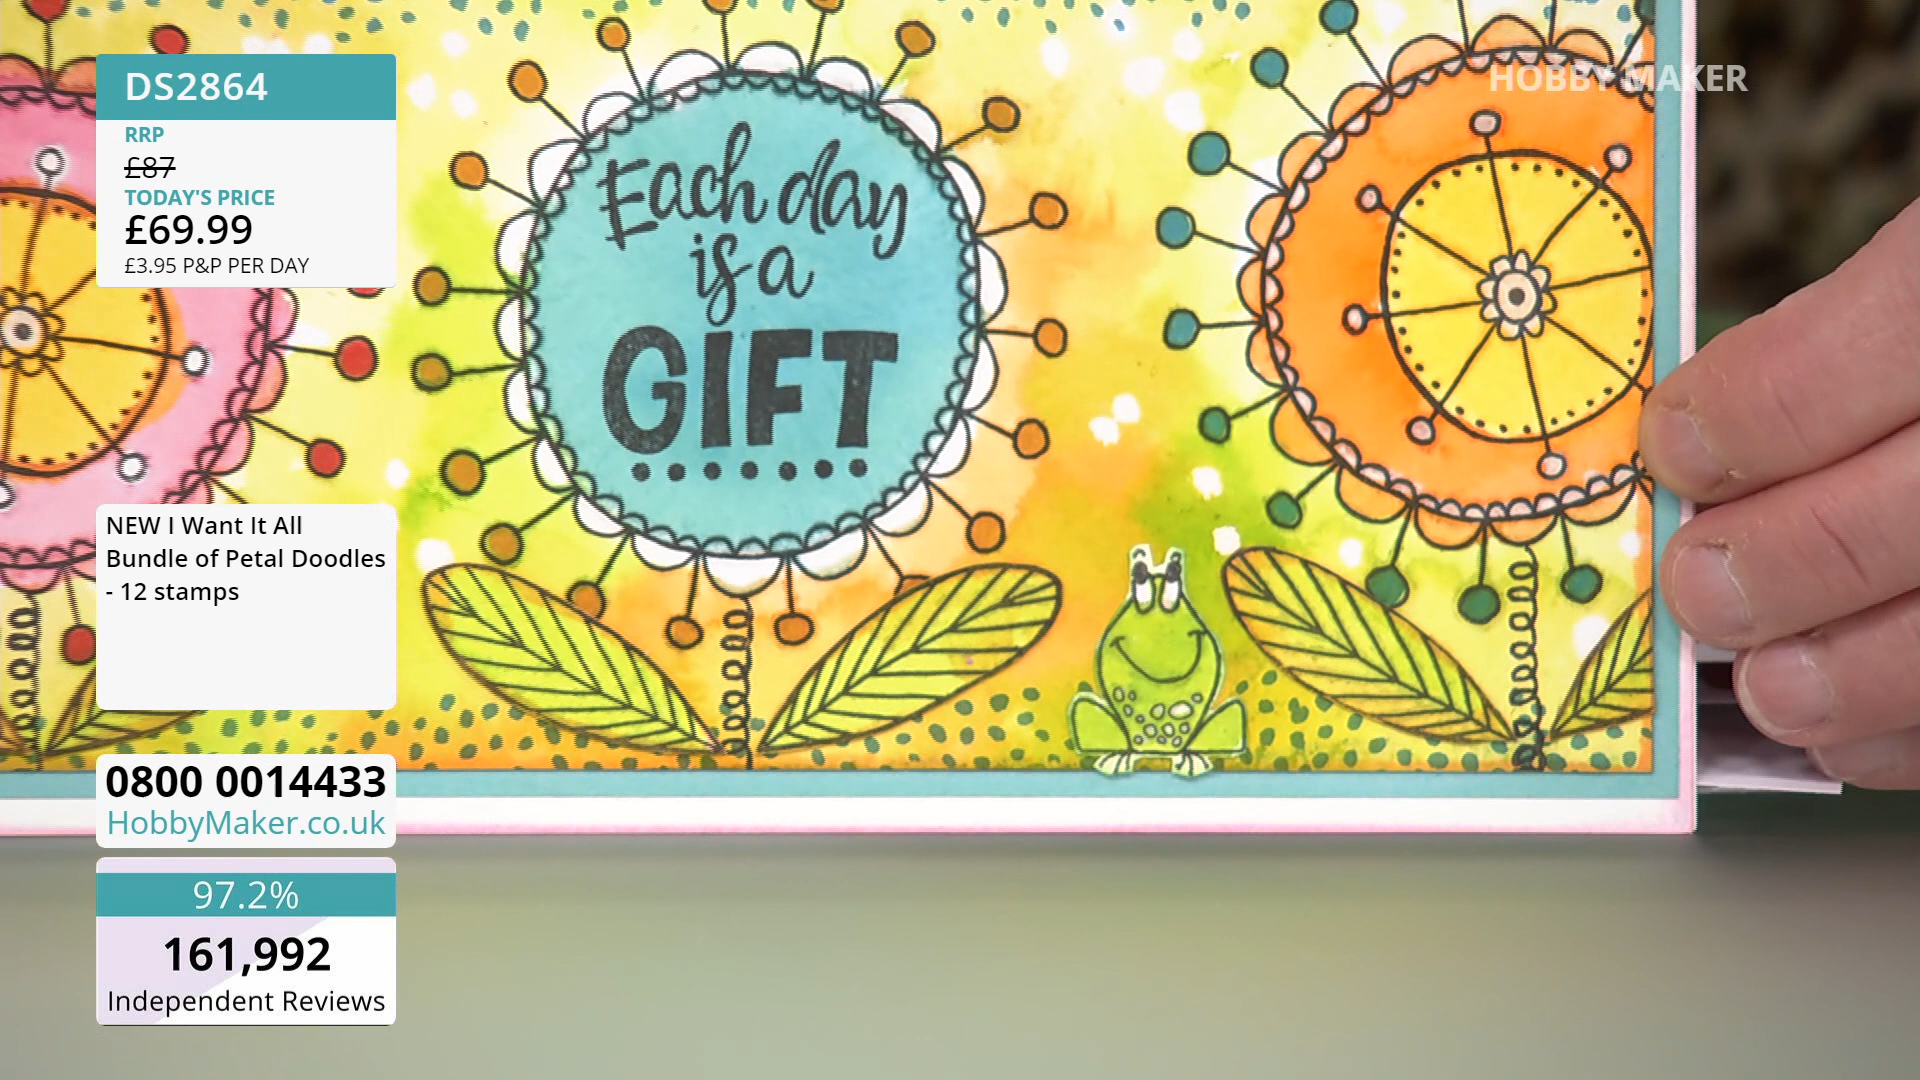 DS2864
RRP
£87
TODAY'S PRICE
£69.99
£3.95 P&P PER DAY
NEW I Want It All
Bundle of Petal Doodles
- 12 stamps
0800 0014433
HobbyMaker.co.uk
97.2%
161,992
Independent Reviews
Each day
is a
GIFT
HOBBY MAKER